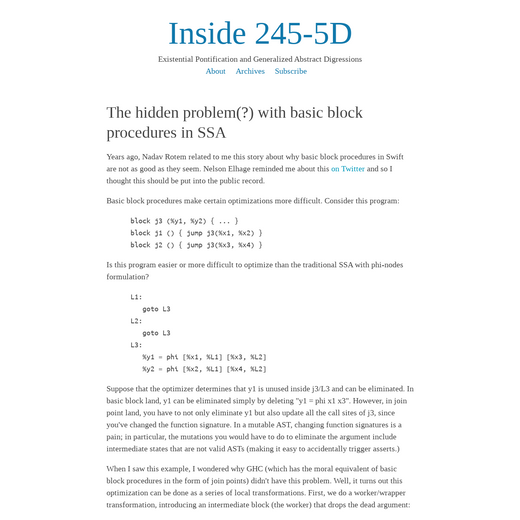 Inside 245-5D
Existential Pontification and Generalized Abstract Digressions
About Archives Subscribe
The hidden problem(?) with basic block
procedures in SSA
Years ago, Nadav Rotem related to me this story about why basic block procedures in Swift
are not as good as they seem. Nelson Elhage reminded me about this on Twitter and so I
thought this should be put into the public record.
Basic block procedures make certain optimizations more difficult. Consider this program:
block j3 (%y1, %y2) { ... }
block j1 () { jump j3(%x1, %x2) }
block j2 () { jump j3(%x3, %x4) }
Is this program easier or more difficult to optimize than the traditional SSA with phi-nodes
formulation?
L1:
goto L3
L2:
goto L3
L3:
%y1 = phi [%x1, %L1] [%x3, %L2]
%y2 = phi [%x2, %L1] [%x4, %L2]
Suppose that the optimizer determines that y1 is unused inside j3/L3 and can be eliminated. In
basic block land, y1 can be eliminated simply by deleting "y1 = phi x1 x3". However, in join
point land, you have to not only eliminate y1 but also update all the call sites of j3, since
you've changed the function signature. In a mutable AST, changing function signatures is a
pain; in particular, the mutations you would have to do to eliminate the argument include
intermediate states that are not valid ASTs (making it easy to accidentally trigger asserts.)
When I saw this example, I wondered why GHC (which has the moral equivalent of basic
block procedures in the form of join points) didn't have this problem. Well, it turns out this
optimization can be done as a series of local transformations. First, we do a worker/wrapper
transformation, introducing an intermediate block (the worker) that drops the dead argument: